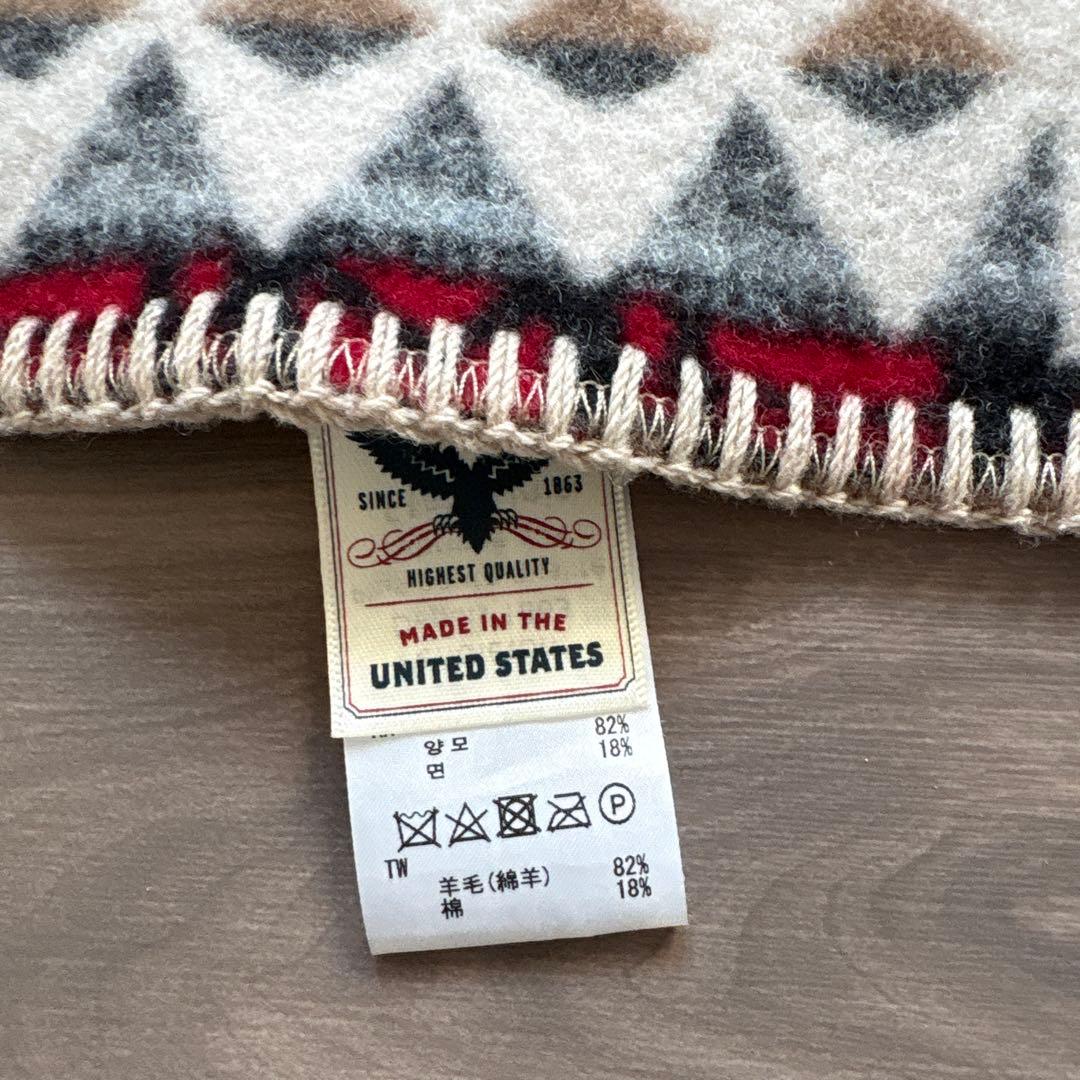 SINCE 1863
HIGHEST QUALITY
MADE IN THE
UNITED STATES
양모 82%
면 18%
P
TW
羊毛(綿羊) 82%
棉 18%